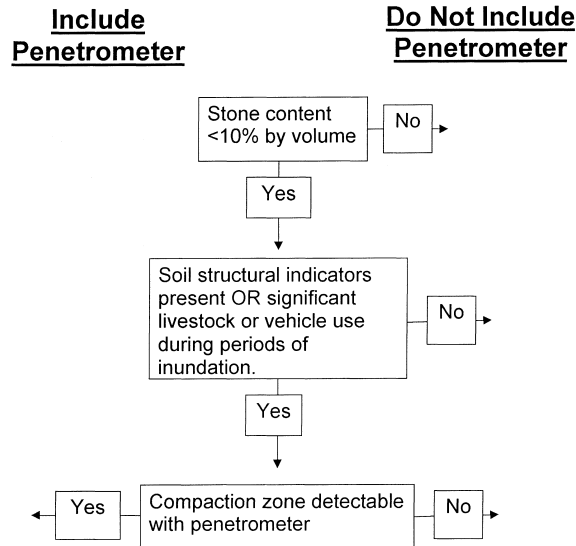 Include
Penetrometer
Do Not Include
Penetrometer
Stone content
<10% by volume
No
Yes
Soil structural indicators
present OR significant
livestock or vehicle use
during periods of
inundation.
No
Yes
Yes
Compaction zone detectable
with penetrometer
No